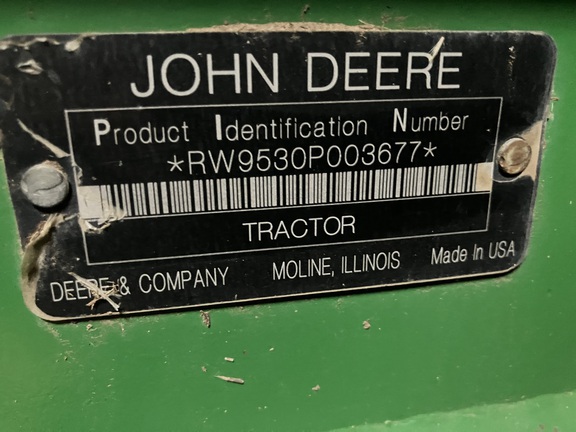 JOHN DEERE
Product Identification Number
*RW9530P003677*
TRACTOR
DEERE & COMPANY MOLINE, ILLINOIS Made In USA